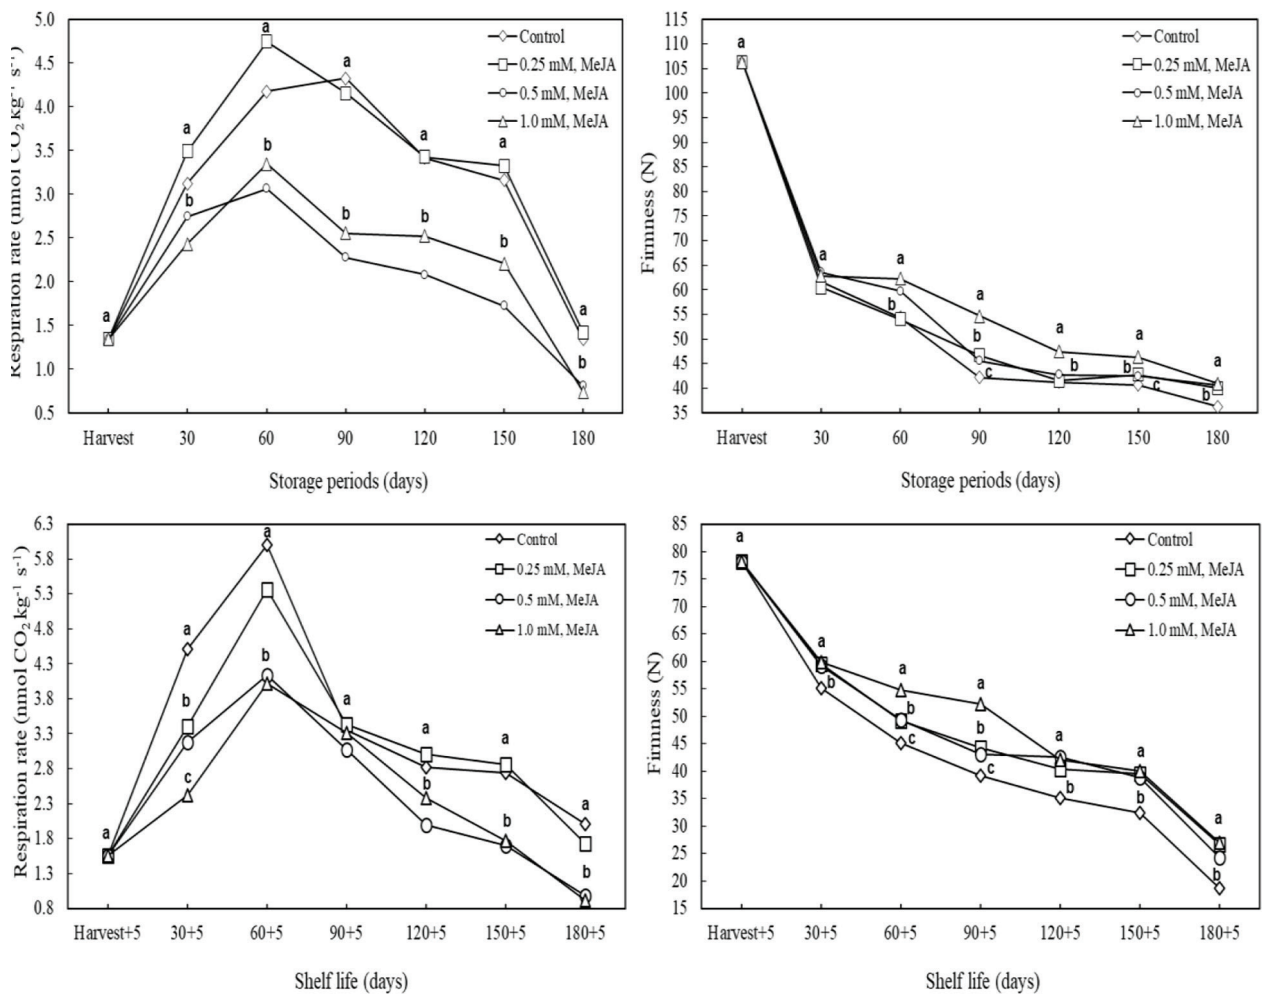 5.0
4.5
4.0
3.5
3.0
2.5
2.0
1.5
1.0
0.5
Respiration rate (nmol CO₂ kg⁻¹ s⁻¹)
Control
0.25 mM, MeJA
0.5 mM, MeJA
1.0 mM, MeJA
a
a
b
a
b
a
b
a
b
a
b
a
b
Harvest 30 60 90 120 150 180
Storage periods (days)
115
110
105
100
95
90
85
80
75
70
65
60
55
50
45
40
35
Firmness (N)
Control
0.25 mM, MeJA
0.5 mM, MeJA
1.0 mM, MeJA
a
a
a
b
a
b
c
a
b
a
b
c
a
b
Harvest 30 60 90 120 150 180
Storage periods (days)
6.3
5.8
5.3
4.8
4.3
3.8
3.3
2.8
2.3
1.8
1.3
0.8
Respiration rate (nmol CO₂ kg⁻¹ s⁻¹)
Control
0.25 mM, MeJA
0.5 mM, MeJA
1.0 mM, MeJA
a
a
b
c
a
b
a
a
b
a
b
a
b
Harvest+5 30+5 60+5 90+5 120+5 150+5 180+5
Shelf life (days)
85
80
75
70
65
60
55
50
45
40
35
30
25
20
15
Firmness (N)
Control
0.25 mM, MeJA
0.5 mM, MeJA
1.0 mM, MeJA
a
a
b
a
b
c
a
b
c
a
b
a
b
a
b
Harvest+5 30+5 60+5 90+5 120+5 150+5 180+5
Shelf life (days)